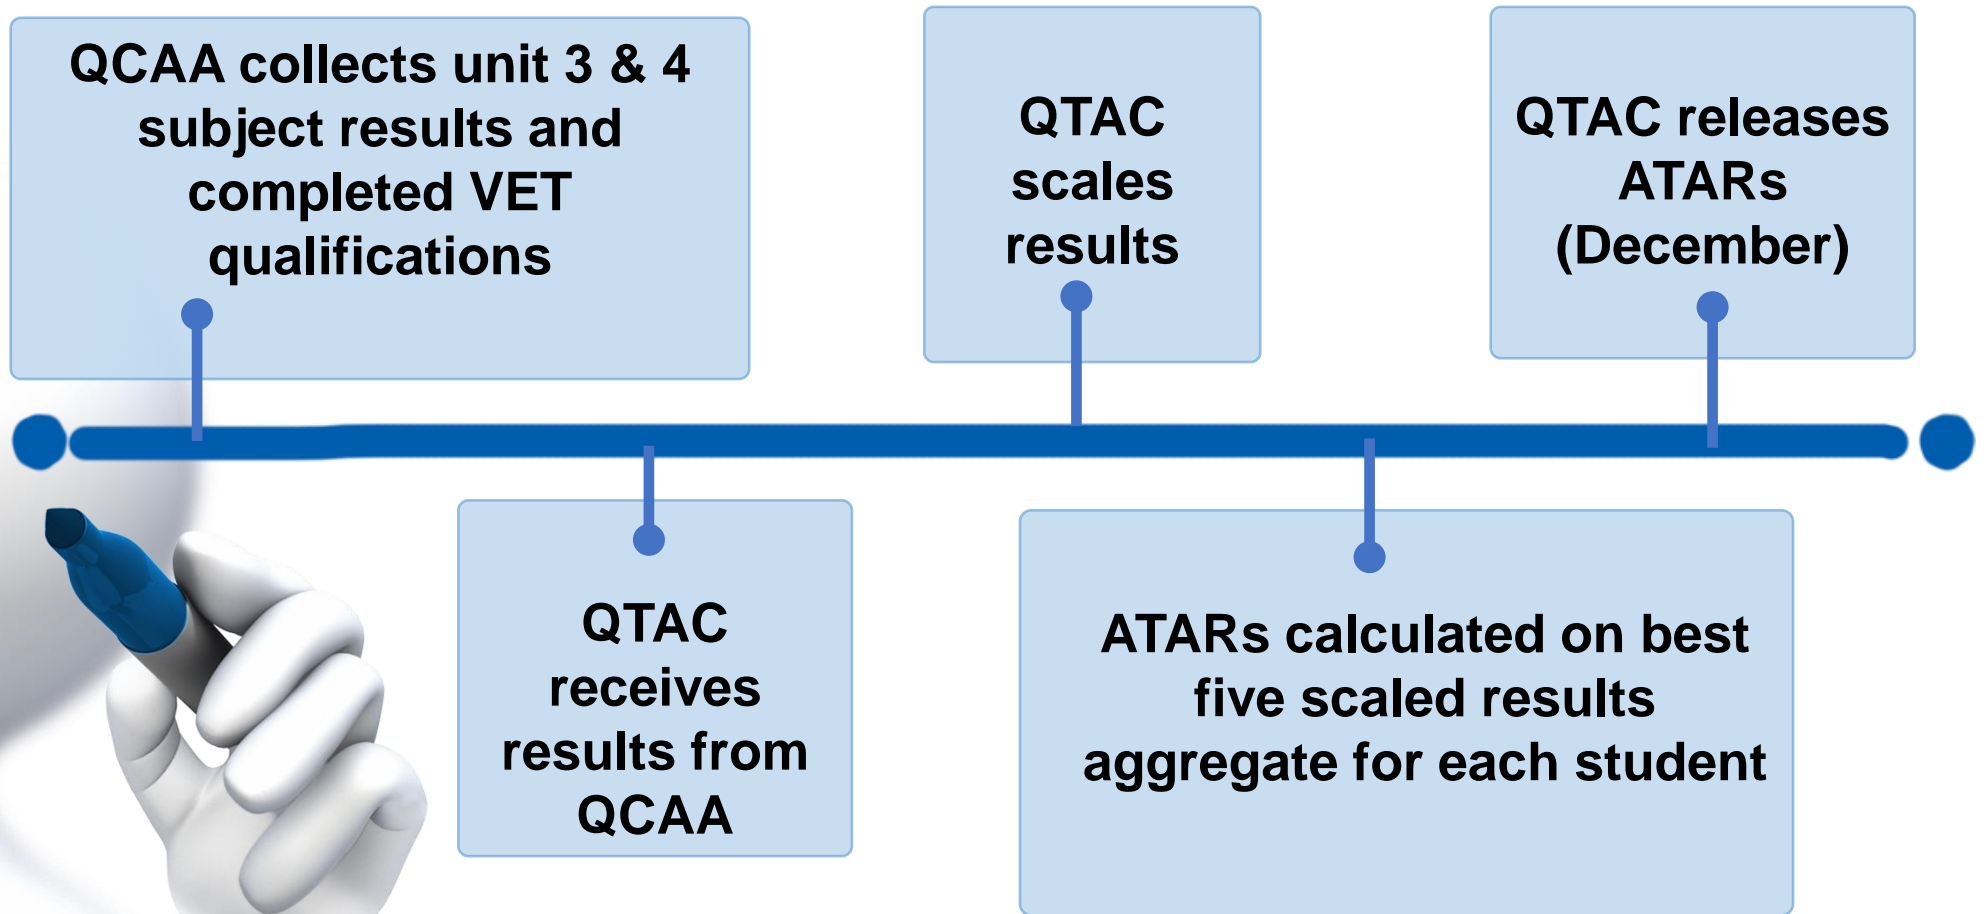 QCAA collects unit 3 & 4
subject results and
completed VET
qualifications
QTAC
receives
results from
QCAA
QTAC
scales
results
ATARs calculated on best
five scaled results
aggregate for each student
QTAC releases
ATARs
(December)